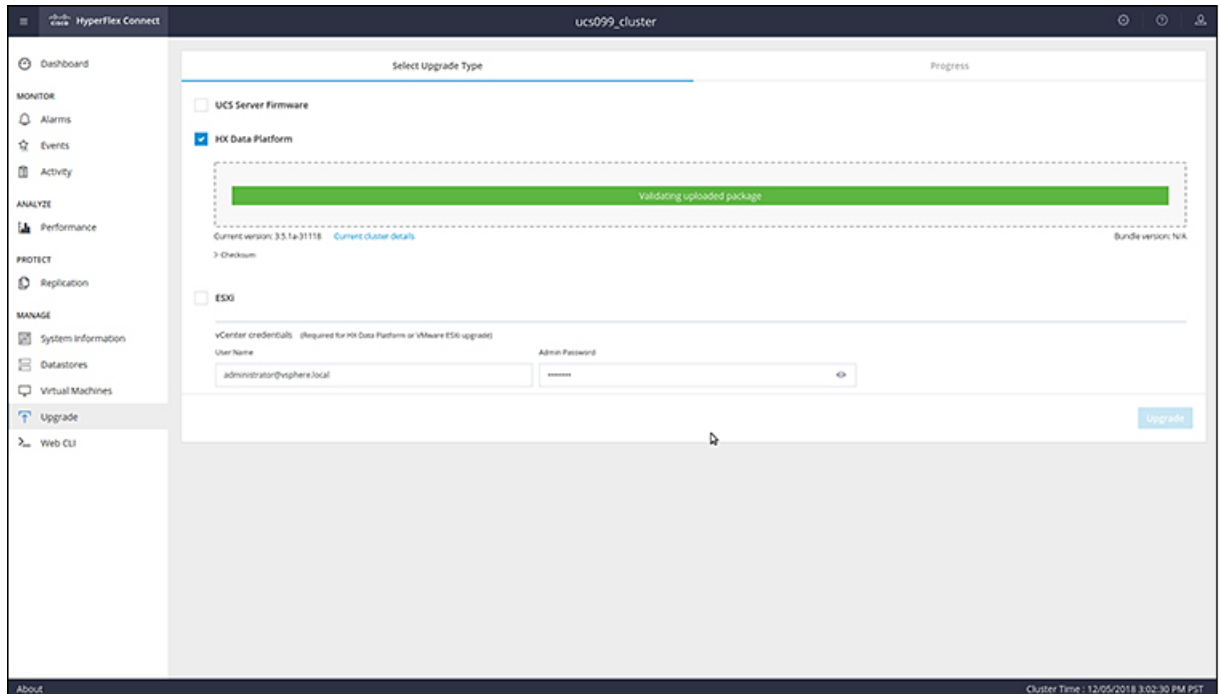 cisco HyperFlex Connect
ucs099_cluster
Dashboard
MONITOR
Alarms
Events
Activity
ANALYZE
Performance
PROTECT
Replication
MANAGE
System Information
Datastores
Virtual Machines
Upgrade
Web CLI
Select Upgrade Type
Progress
UCS Server Firmware
HX Data Platform
Validating uploaded package
Current version: 3.5.1a-31118 Current cluster details
Bundle version: N/A
> Checksum
ESXi
vCenter credentials (Required for HX Data Platform or VMware ESXi upgrade)
User Name
Admin Password
administrator@vsphere.local
••••••••
Upgrade
About
Cluster Time : 12/05/2018 3:02:30 PM PST